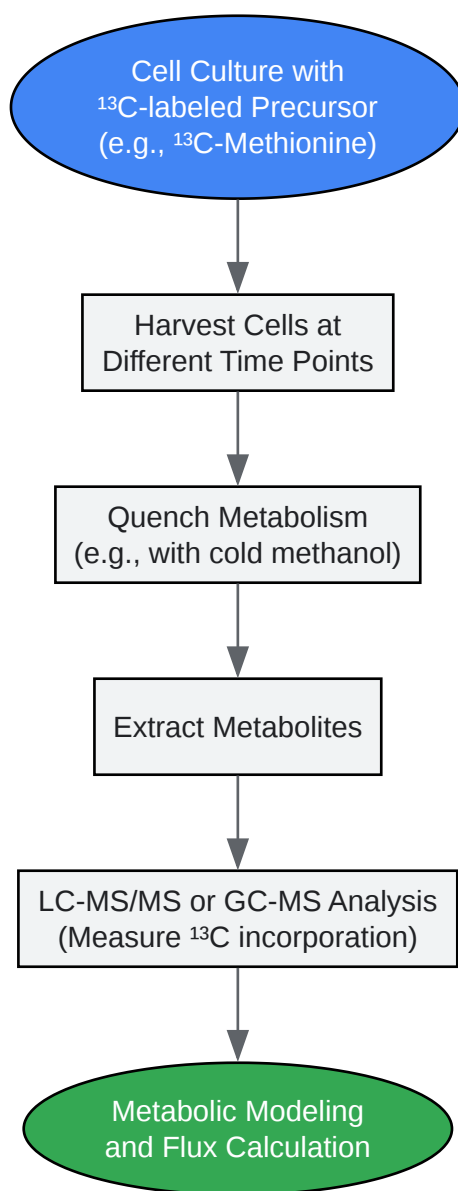 Cell Culture with
¹³C-labeled Precursor
(e.g., ¹³C-Methionine)
Harvest Cells at
Different Time Points
Quench Metabolism
(e.g., with cold methanol)
Extract Metabolites
LC-MS/MS or GC-MS Analysis
(Measure ¹³C incorporation)
Metabolic Modeling
and Flux Calculation